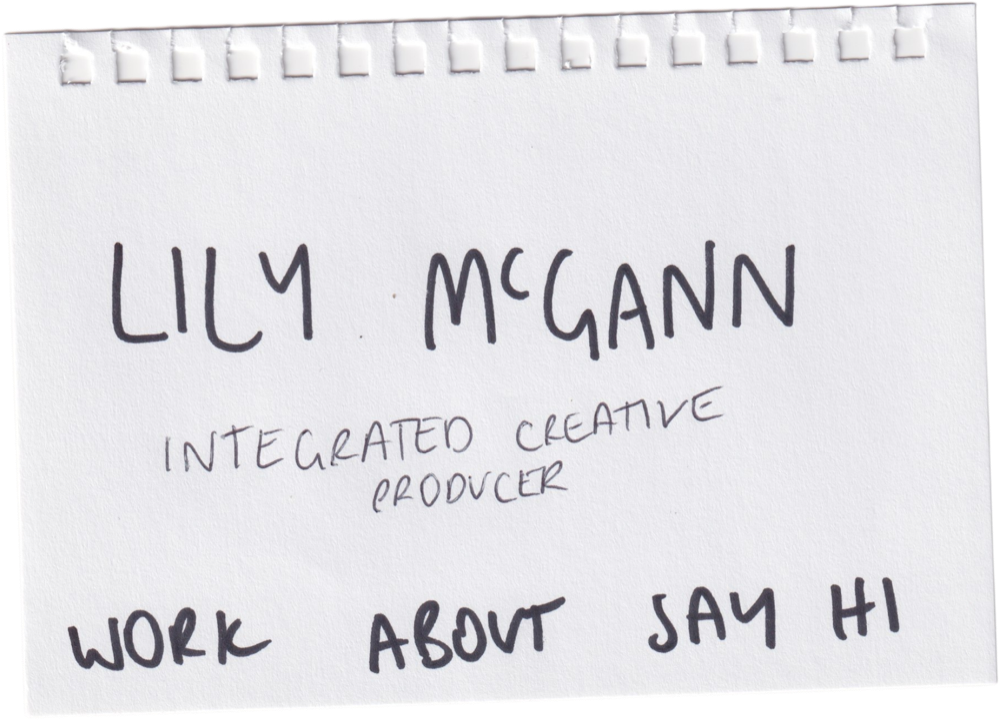 LILY McGANN
INTEGRATED CREATIVE
PRODUCER
WORK ABOUT SAY HI